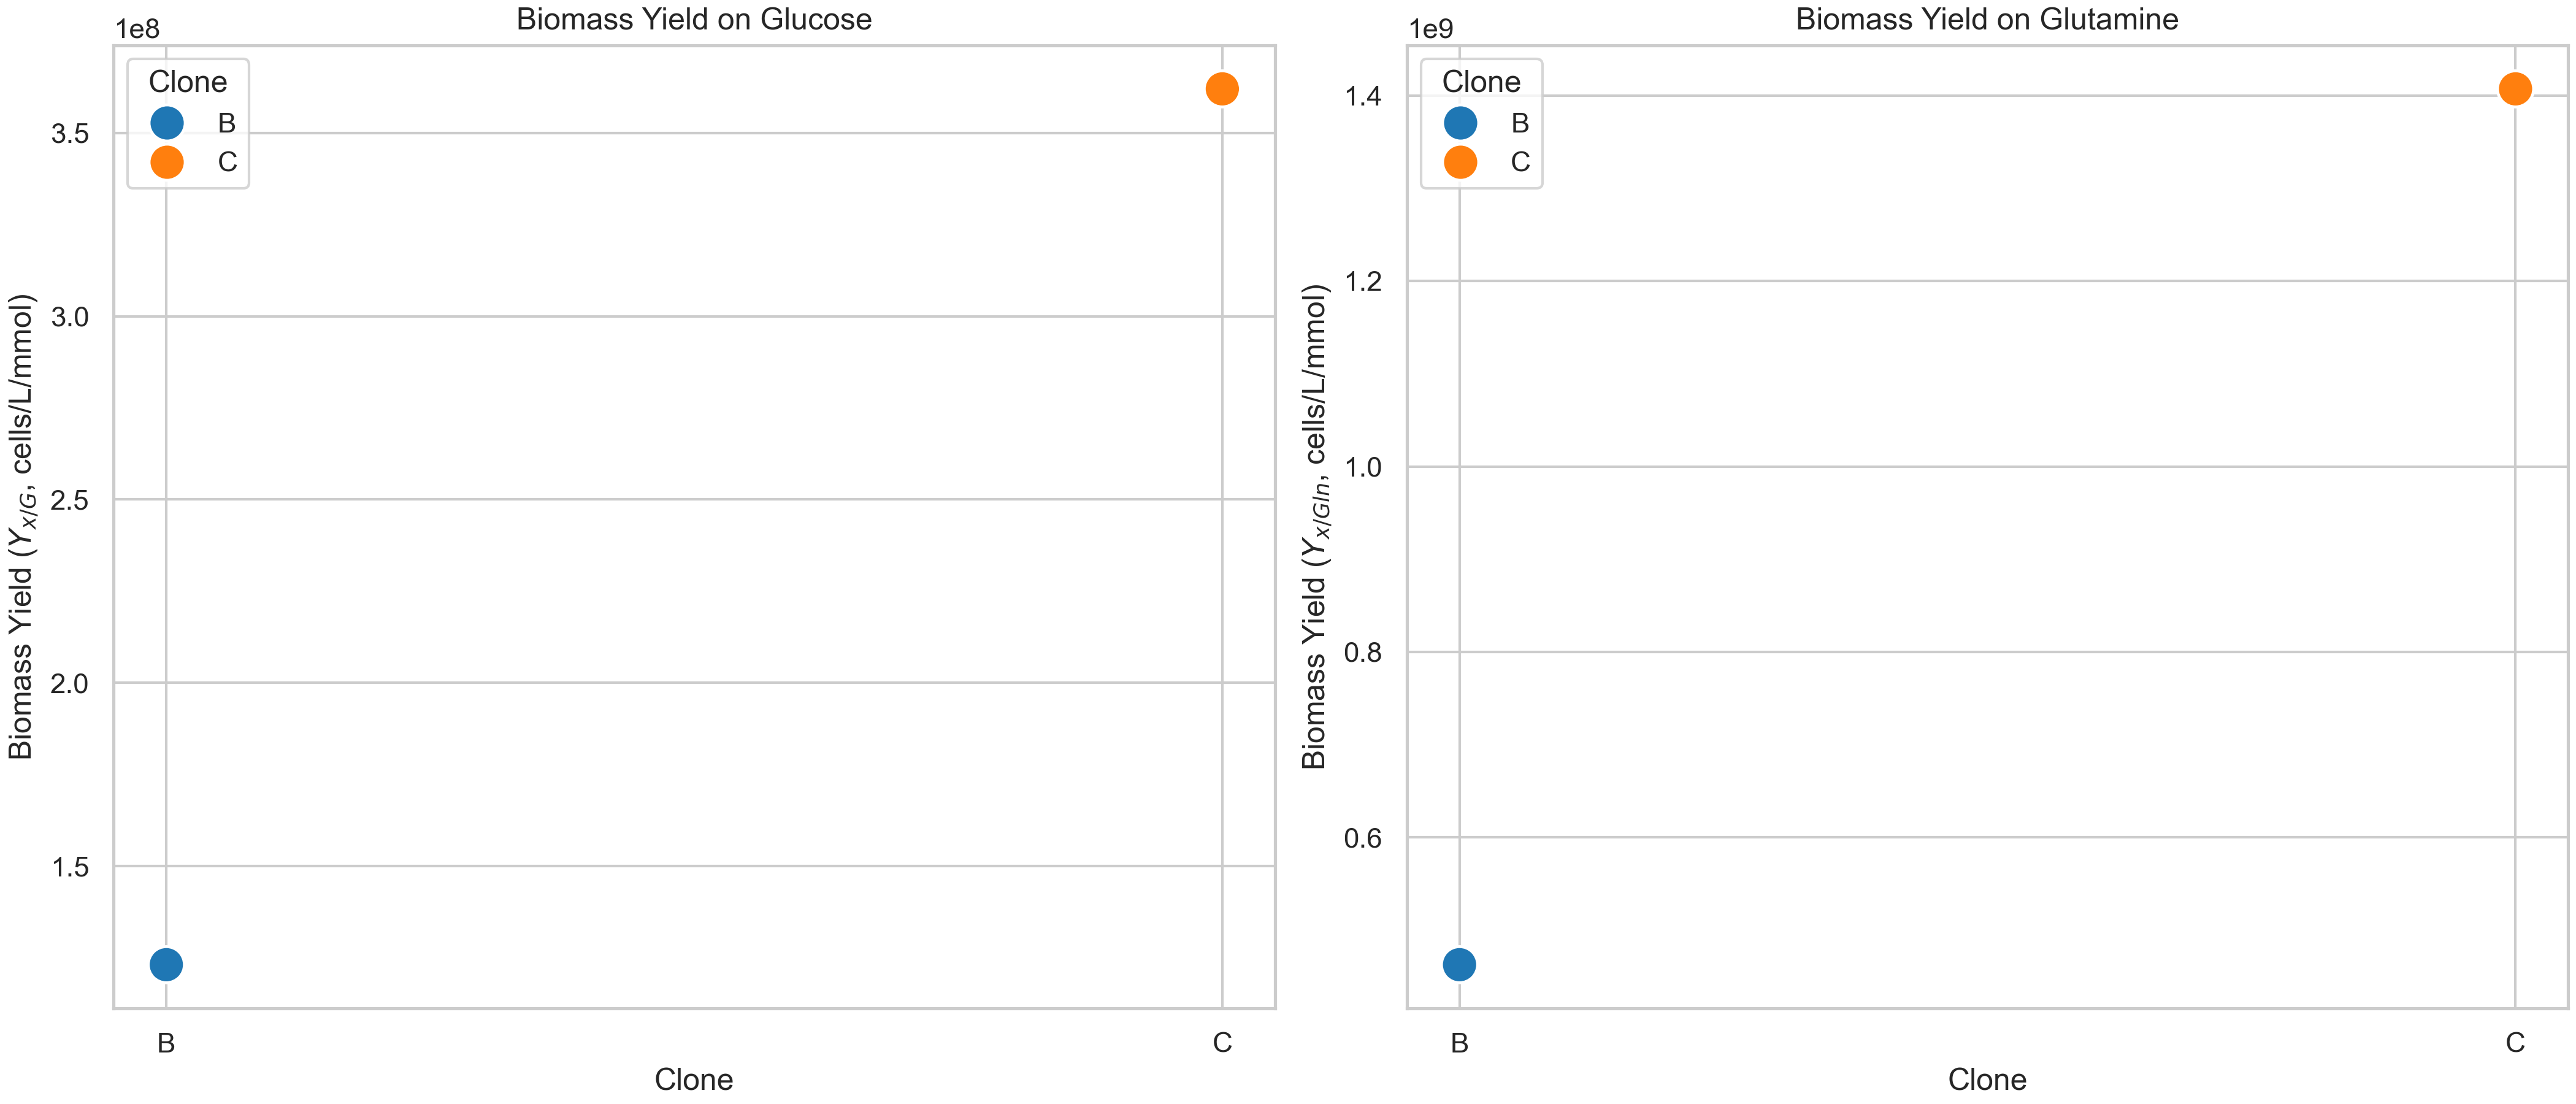 Biomass Yield on Glucose
1e8
Clone
B
C
3.5
3.0
2.5
2.0
1.5
Biomass Yield (Y_{x/G}, cells/L/mmol)
B
C
Clone
Biomass Yield on Glutamine
1e9
Clone
B
C
1.4
1.2
1.0
0.8
0.6
Biomass Yield (Y_{x/Gln}, cells/L/mmol)
B
C
Clone